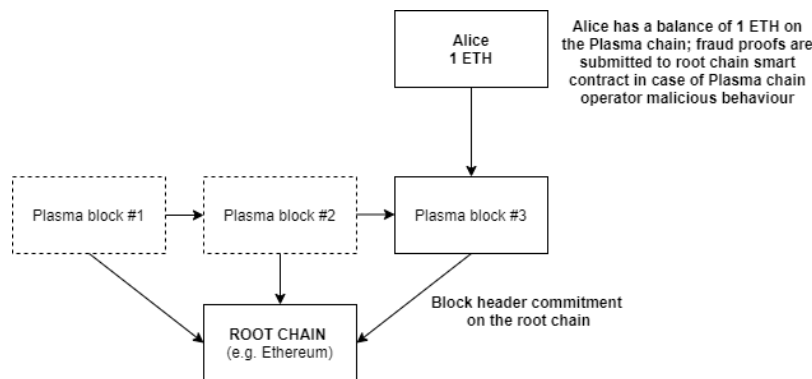 Alice
1 ETH
Alice has a balance of 1 ETH on
the Plasma chain; fraud proofs are
submitted to root chain smart
contract in case of Plasma chain
operator malicious behaviour
Plasma block #1
Plasma block #2
Plasma block #3
Block header commitment
on the root chain
ROOT CHAIN
(e.g. Ethereum)